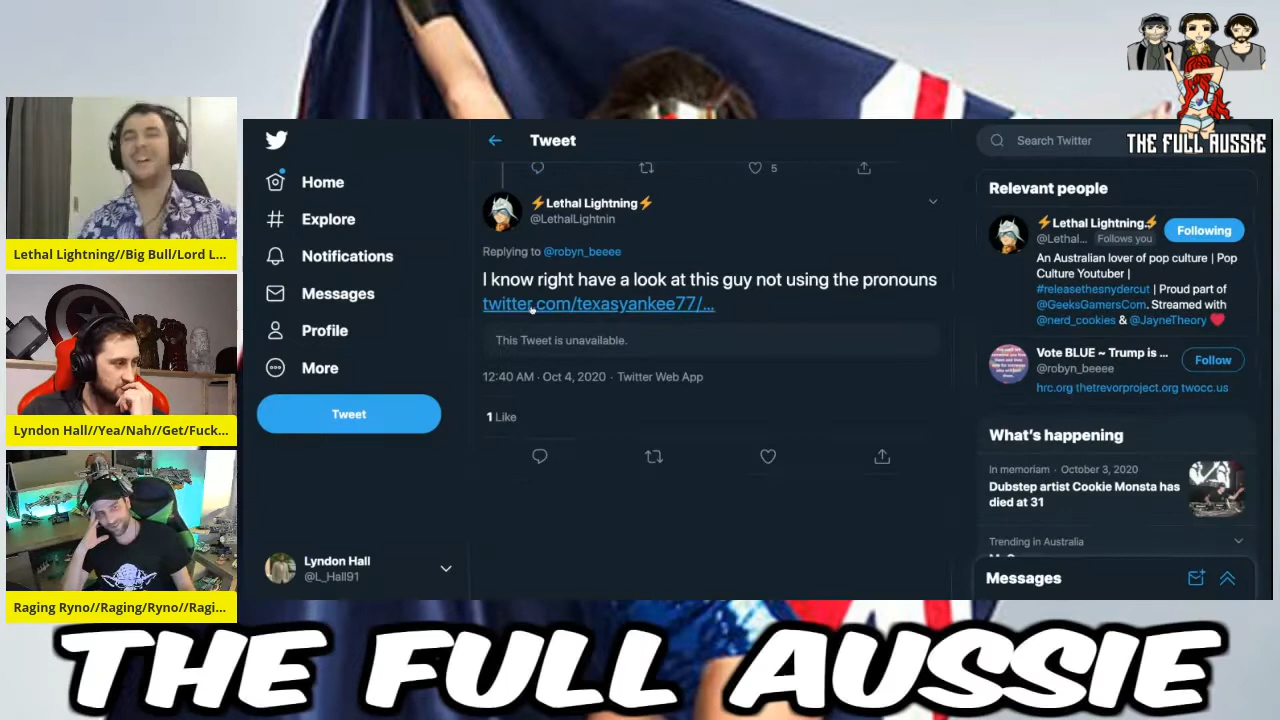 THE FULL AUSSIE
Lethal Lightning//Big Bull/Lord L...
Lyndon Hall//Yea/Nah//Get/Fuck...
Raging Ryno//Raging/Ryno//Ragi...
Home
Explore
Notifications
Messages
Profile
More
Tweet
Lyndon Hall
@L_Hall91
Tweet
5
⚡Lethal Lightning⚡
@LethalLightnin
Replying to @robyn_beeee
I know right have a look at this guy not using the pronouns
twitter.com/texasyankee77/...
This Tweet is unavailable.
12:40 AM · Oct 4, 2020 · Twitter Web App
1 Like
Search Twitter
Relevant people
⚡Lethal Lightning⚡
@Lethal... Follows you
Following
An Australian lover of pop culture | Pop
Culture Youtuber |
#releasethesnydercut | Proud part of
@GeeksGamersCom. Streamed with
@nerd_cookies & @JayneTheory ❤
Vote BLUE ~ Trump is ...
@robyn_beeee
Follow
hrc.org thetrevorproject.org twocc.us
What's happening
In memoriam · October 3, 2020
Dubstep artist Cookie Monsta has
died at 31
Trending in Australia
Messages
THE FULL AUSSIE